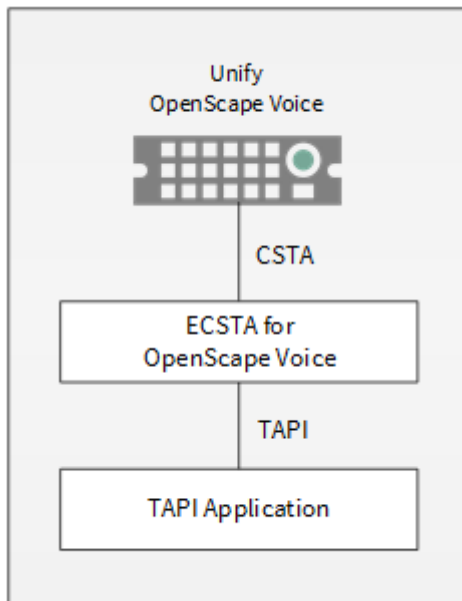 Unify
OpenScape Voice
CSTA
ECSTA for
OpenScape Voice
TAPI
TAPI Application